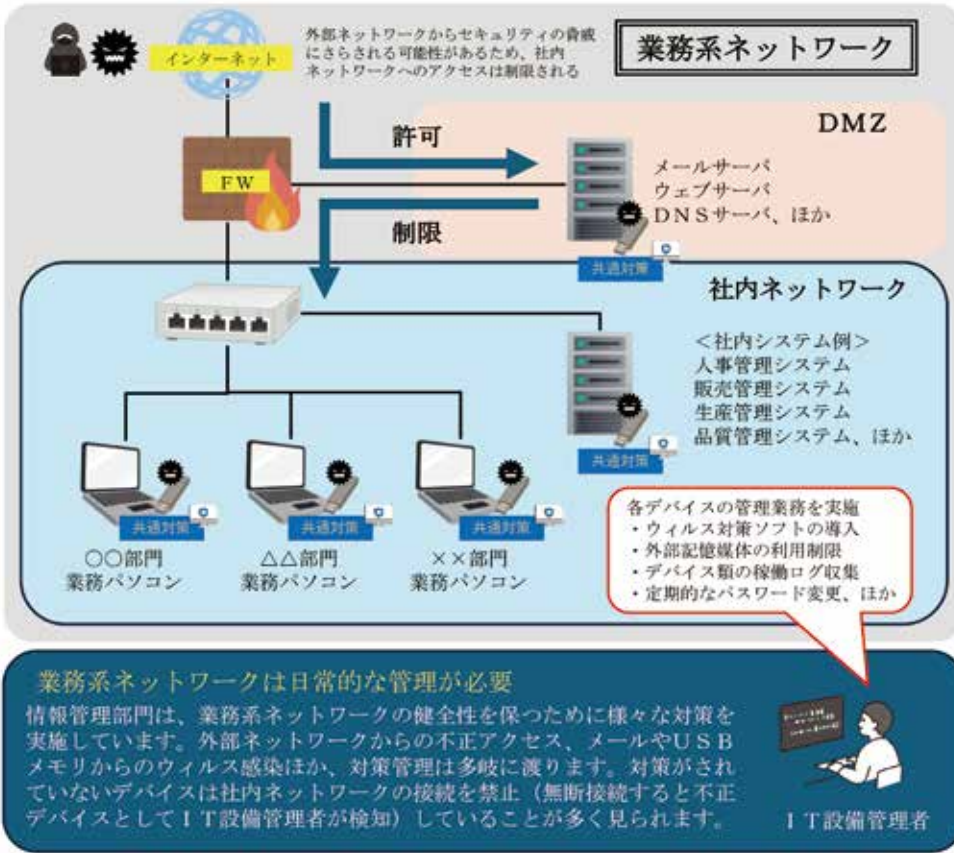 業務系ネットワーク
インターネット
外部ネットワークからセキュリティの脅威
にさらされる可能性があるため、社内
ネットワークへのアクセスは制限される
DMZ
許可
FW
メールサーバ
ウェブサーバ
DNSサーバ、ほか
制限
共通対策
社内ネットワーク
<社内システム例>
人事管理システム
販売管理システム
生産管理システム
品質管理システム、ほか
共通対策
共通対策
共通対策
共通対策
○○部門
業務パソコン
△△部門
業務パソコン
××部門
業務パソコン
各デバイスの管理業務を実施
・ウィルス対策ソフトの導入
・外部記憶媒体の利用制限
・デバイス類の稼働ログ収集
・定期的なパスワード変更、ほか
業務系ネットワークは日常的な管理が必要
情報管理部門は、業務系ネットワークの健全性を保つために様々な対策を
実施しています。外部ネットワークからの不正アクセス、メールやUSB
メモリからのウィルス感染ほか、対策管理は多岐に渡ります。対策がされ
ていないデバイスは社内ネットワークの接続を禁止(無断接続すると不正
デバイスとしてIT設備管理者が検知)していることが多く見られます。
IT設備管理者